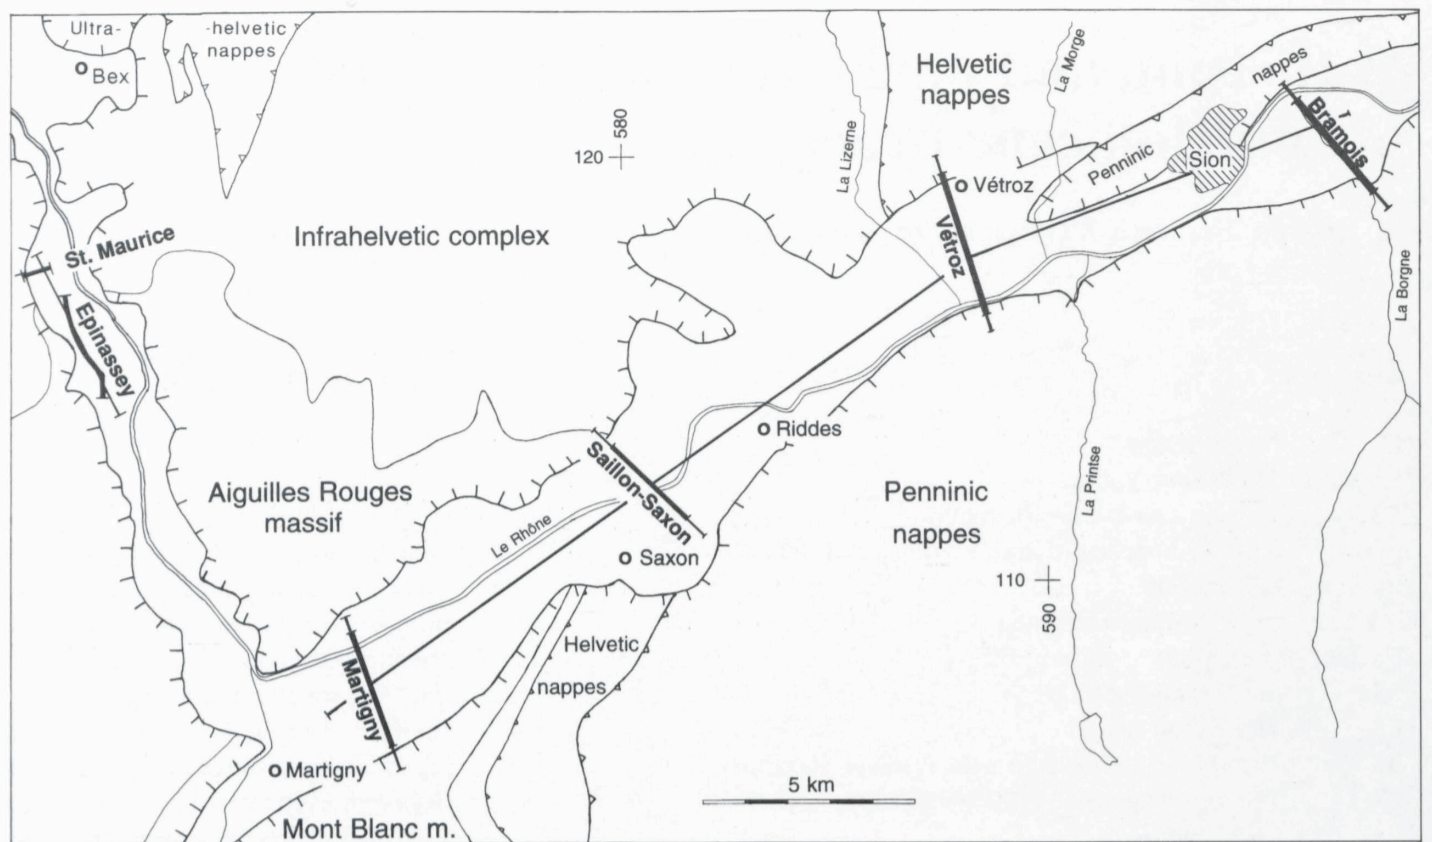 Ultra-
-helvetic
nappes
Bex
Helvetic
nappes
La Morge
nappes
Bramois
580
120
La Lizerne
Penninic
Sion
Vétroz
Vétroz
St. Maurice
Infrahelvetic complex
La Borgne
Epinassey
Riddes
Saillon-Saxon
La Printse
Aiguilles Rouges
massif
Penninic
nappes
Le Rhône
Saxon
110
590
Helvetic
nappes
Martigny
Martigny
5 km
Mont Blanc m.